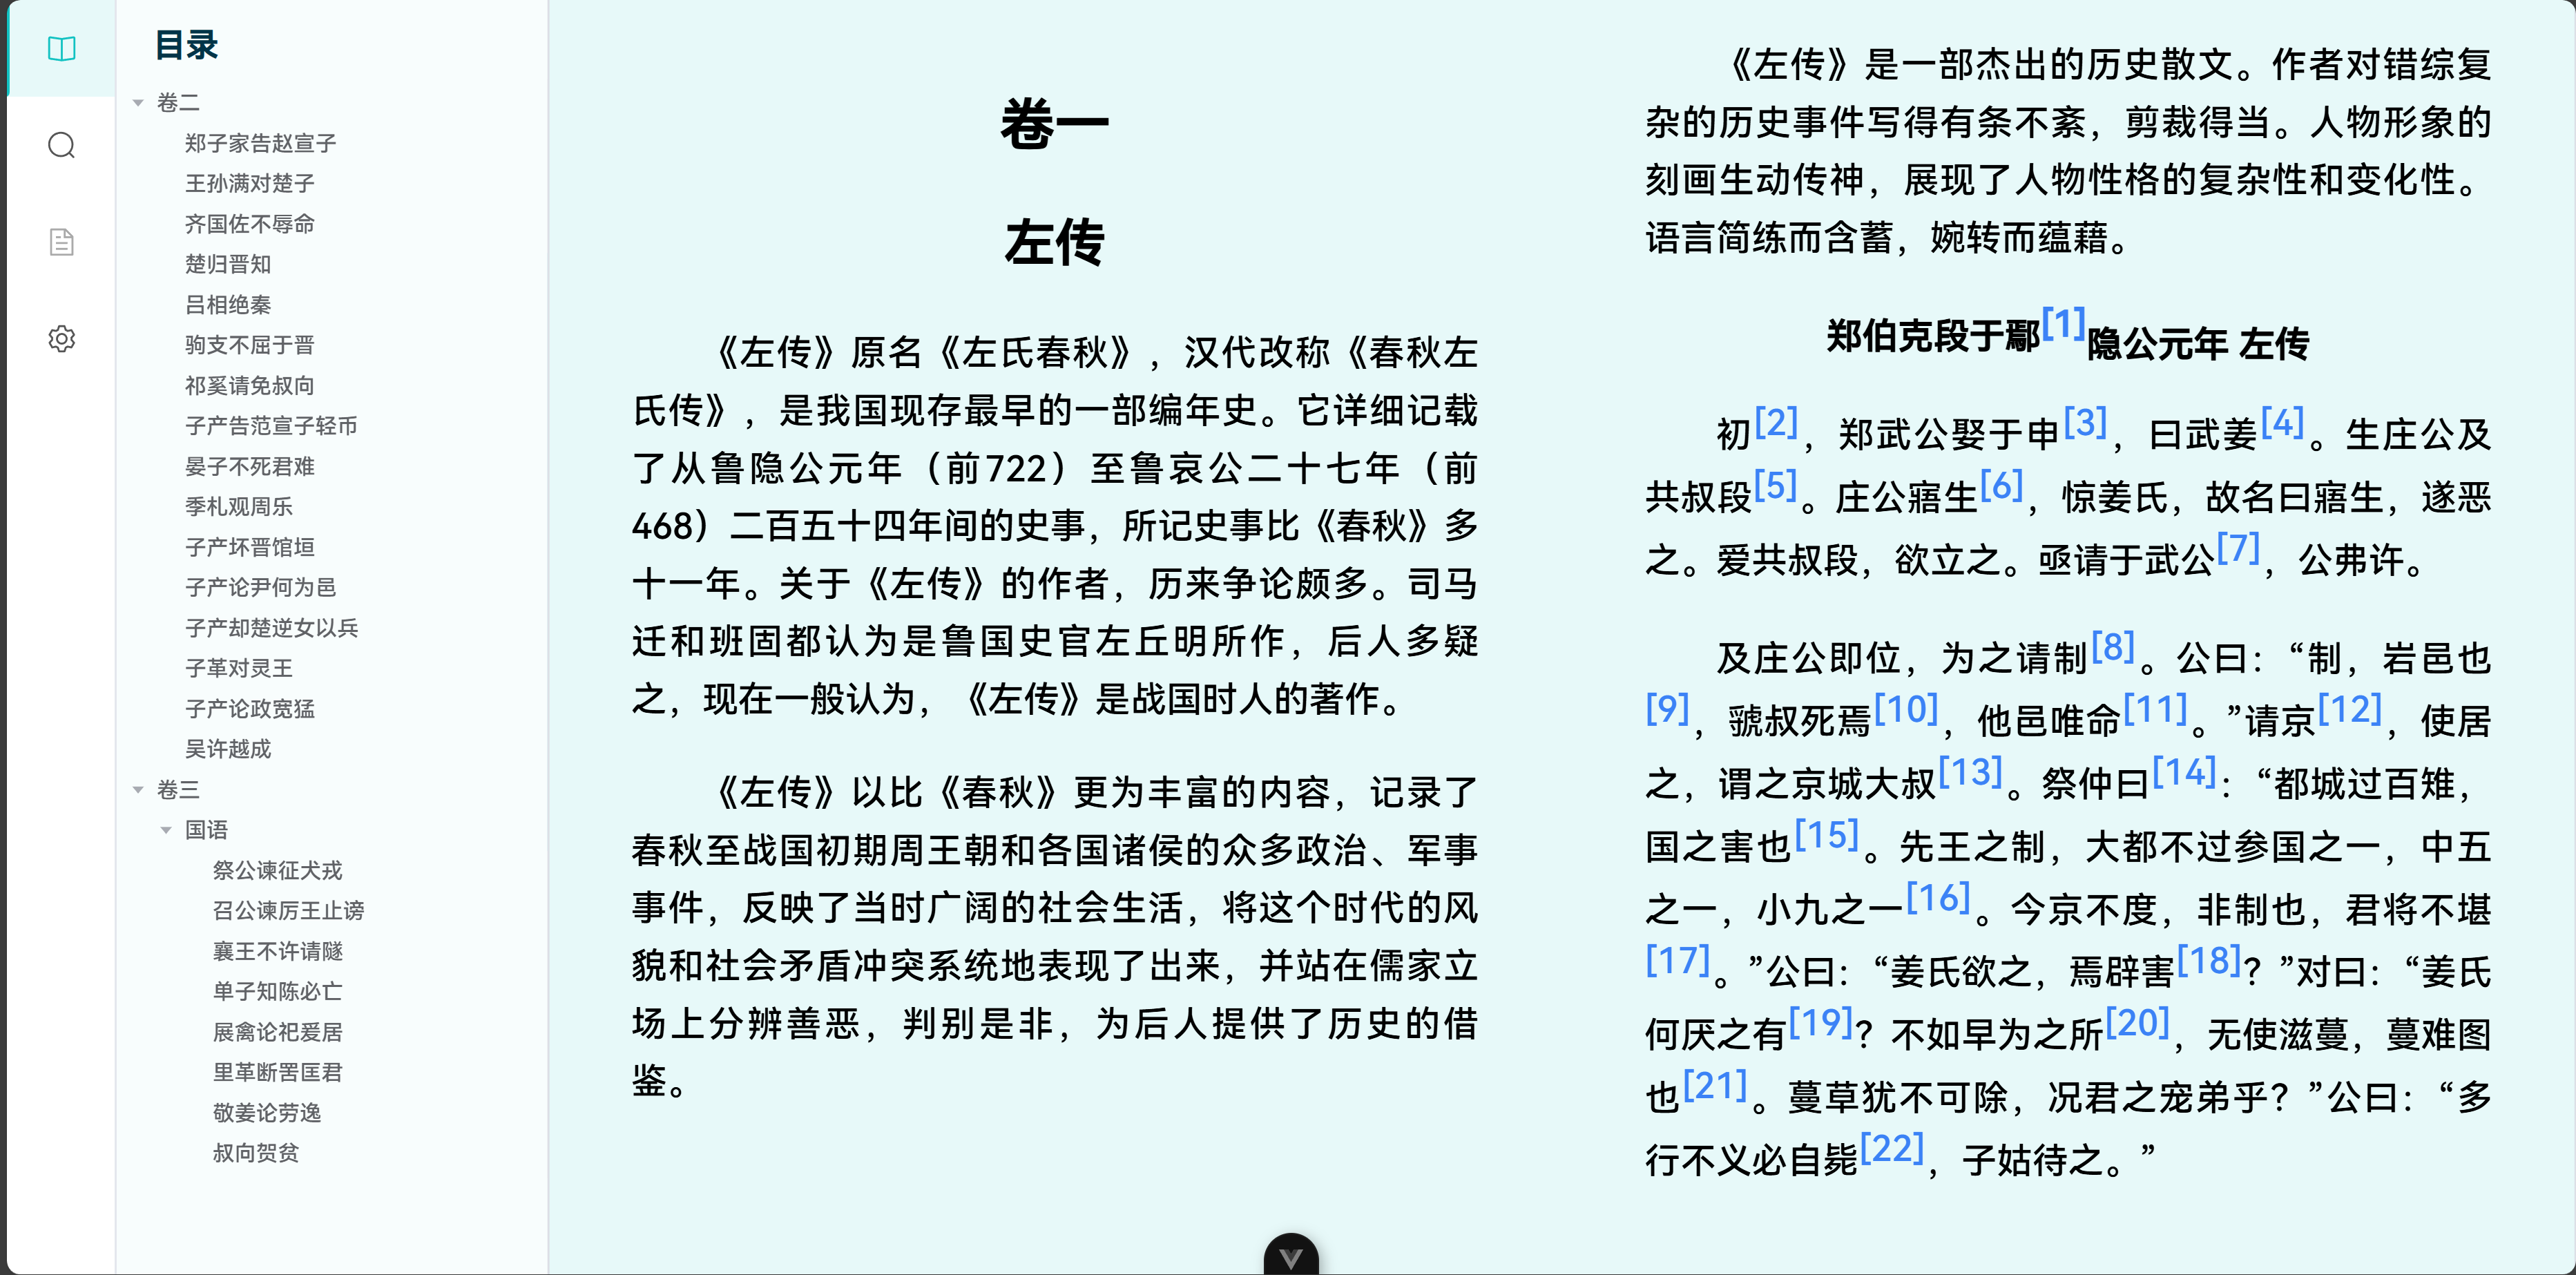 目录
卷二
郑子家告赵宣子
王孙满对楚子
齐国佐不辱命
楚归晋知
吕相绝秦
驹支不屈于晋
祁奚请免叔向
子产告范宣子轻币
晏子不死君难
季札观周乐
子产坏晋馆垣
子产论尹何为邑
子产却楚逆女以兵
子革对灵王
子产论政宽猛
吴许越成
卷三
国语
祭公谏征犬戎
召公谏厉王止谤
襄王不许请隧
单子知陈必亡
展禽论祀爰居
里革断罟匡君
敬姜论劳逸
叔向贺贫
卷一
左传
《左传》原名《左氏春秋》，汉代改称《春秋左
氏传》，是我国现存最早的一部编年史。它详细记载
了从鲁隐公元年（前722）至鲁哀公二十七年（前
468）二百五十四年间的史事，所记史事比《春秋》多
十一年。关于《左传》的作者，历来争论颇多。司马
迁和班固都认为是鲁国史官左丘明所作，后人多疑
之，现在一般认为，《左传》是战国时人的著作。
《左传》以比《春秋》更为丰富的内容，记录了
春秋至战国初期周王朝和各国诸侯的众多政治、军事
事件，反映了当时广阔的社会生活，将这个时代的风
貌和社会矛盾冲突系统地表现了出来，并站在儒家立
场上分辨善恶，判别是非，为后人提供了历史的借
鉴。
《左传》是一部杰出的历史散文。作者对错综复
杂的历史事件写得有条不紊，剪裁得当。人物形象的
刻画生动传神，展现了人物性格的复杂性和变化性。
语言简练而含蓄，婉转而蕴藉。
郑伯克段于鄢[1]隐公元年 左传
初[2]，郑武公娶于申[3]，曰武姜[4]。生庄公及
共叔段[5]。庄公寤生[6]，惊姜氏，故名曰寤生，遂恶
之。爱共叔段，欲立之。亟请于武公[7]，公弗许。
及庄公即位，为之请制[8]。公曰：“制，岩邑也
[9]，虢叔死焉[10]，他邑唯命[11]。”请京[12]，使居
之，谓之京城大叔[13]。祭仲曰[14]：“都城过百雉，
国之害也[15]。先王之制，大都不过参国之一，中五
之一，小九之一[16]。今京不度，非制也，君将不堪
[17]。”公曰：“姜氏欲之，焉辟害[18]？”对曰：“姜氏
何厌之有[19]？不如早为之所[20]，无使滋蔓，蔓难图
也[21]。蔓草犹不可除，况君之宠弟乎？”公曰：“多
行不义必自毙[22]，子姑待之。”